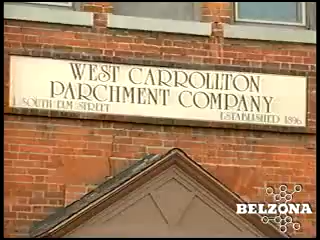 WEST CARROLLTON
PARCHMENT COMPANY
1 SOUTH ELM STREET
ESTABLISHED 1896
BELZONA